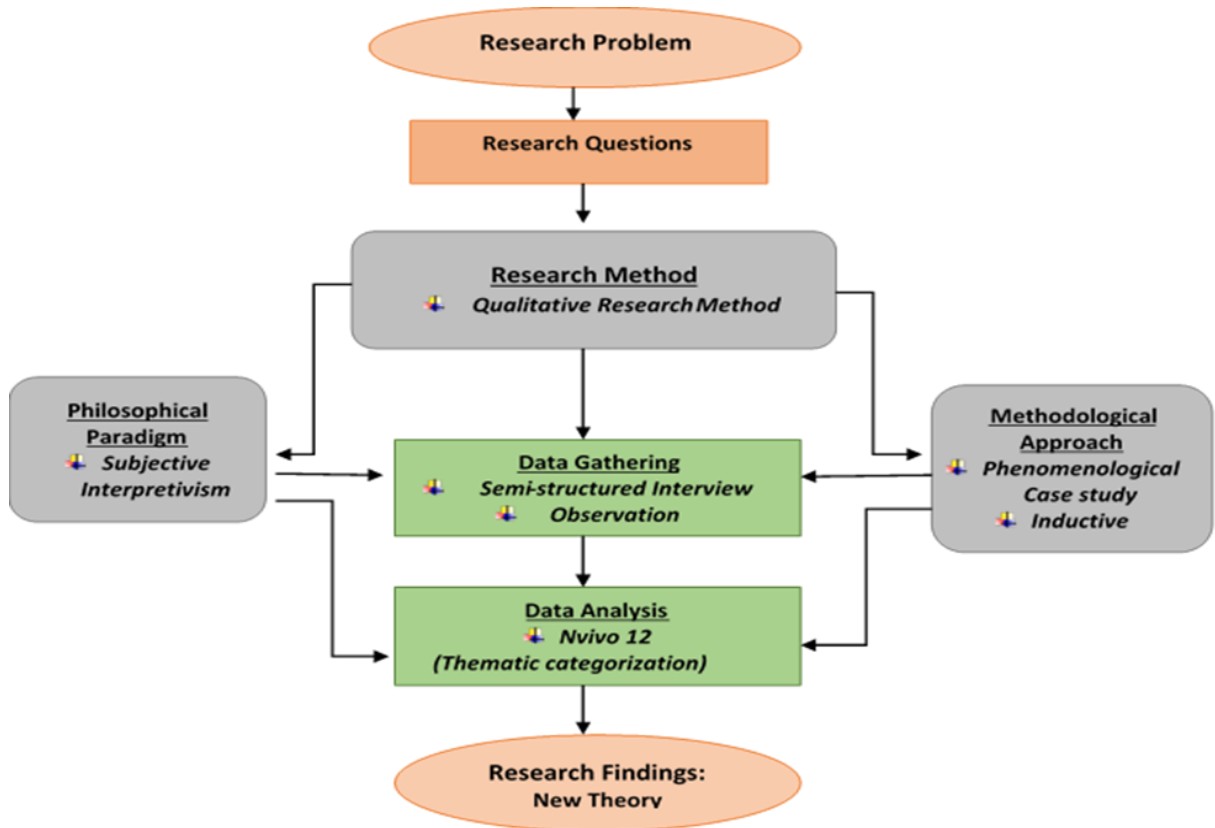 Research Problem
Research Questions
Research Method
Qualitative Research Method
Philosophical
Paradigm
Subjective
Interpretivism
Data Gathering
Semi-structured Interview
Observation
Methodological
Approach
Phenomenological
Case study
Inductive
Data Analysis
Nvivo 12
(Thematic categorization)
Research Findings:
New Theory